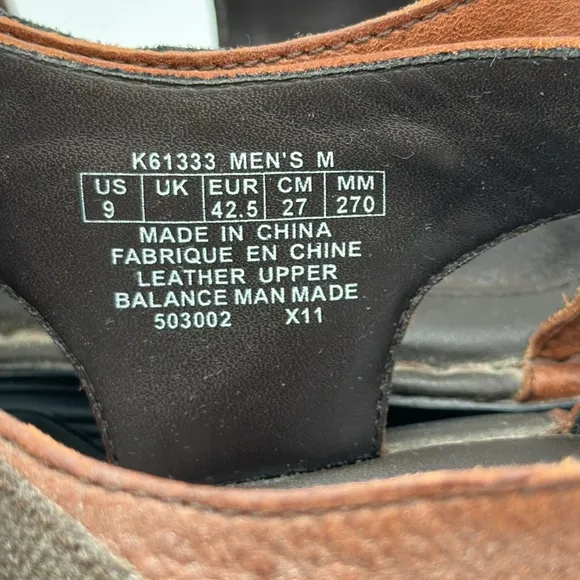 K61333 MEN'S M
US UK EUR CM MM
9 42.5 27 270
MADE IN CHINA
FABRIQUE EN CHINE
LEATHER UPPER
BALANCE MAN MADE
503002 X11